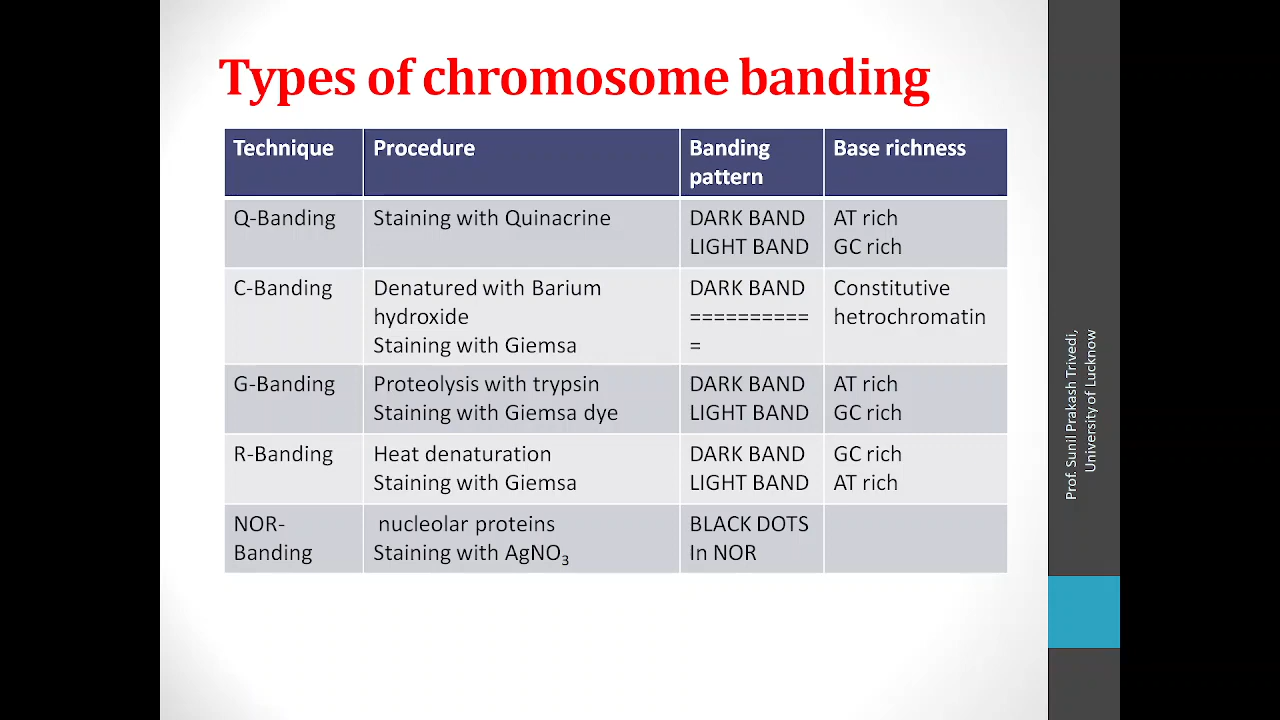 Types of chromosome banding
Technique Procedure Banding pattern Base richness
Q-Banding Staining with Quinacrine DARK BAND AT rich
LIGHT BAND GC rich
C-Banding Denatured with Barium DARK BAND Constitutive
hydroxide ========== hetrochromatin
Staining with Giemsa =
G-Banding Proteolysis with trypsin DARK BAND AT rich
Staining with Giemsa dye LIGHT BAND GC rich
R-Banding Heat denaturation DARK BAND GC rich
Staining with Giemsa LIGHT BAND AT rich
NOR- nucleolar proteins BLACK DOTS
Banding Staining with AgNO₃ In NOR
Prof. Sunil Prakash Trivedi,
University of Lucknow